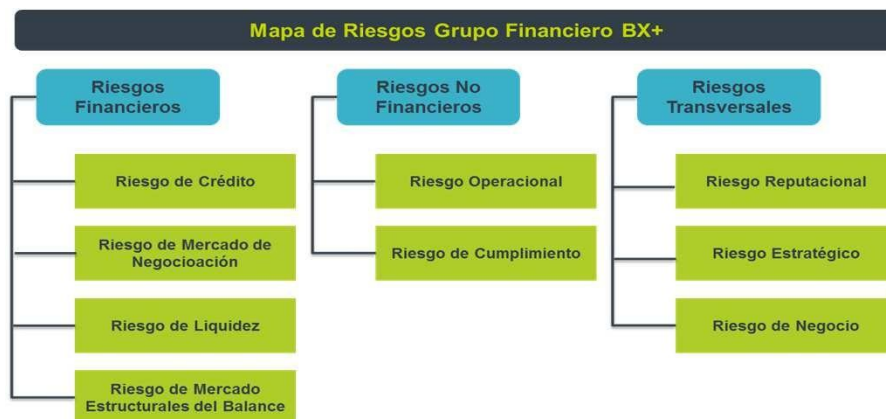 Mapa de Riesgos Grupo Financiero BX+
Riesgos
Financieros
Riesgo de Crédito
Riesgo de Mercado de
Negocioación
Riesgo de Liquidez
Riesgo de Mercado
Estructurales del Balance
Riesgos No
Financieros
Riesgo Operacional
Riesgo de Cumplimiento
Riesgos
Transversales
Riesgo Reputacional
Riesgo Estratégico
Riesgo de Negocio